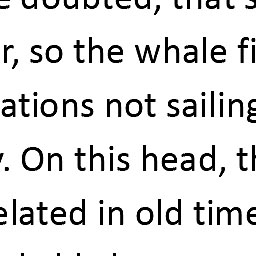 e doubted, that s
r, so the whale fi
ations not sailing
. On this head, th
elated in old time